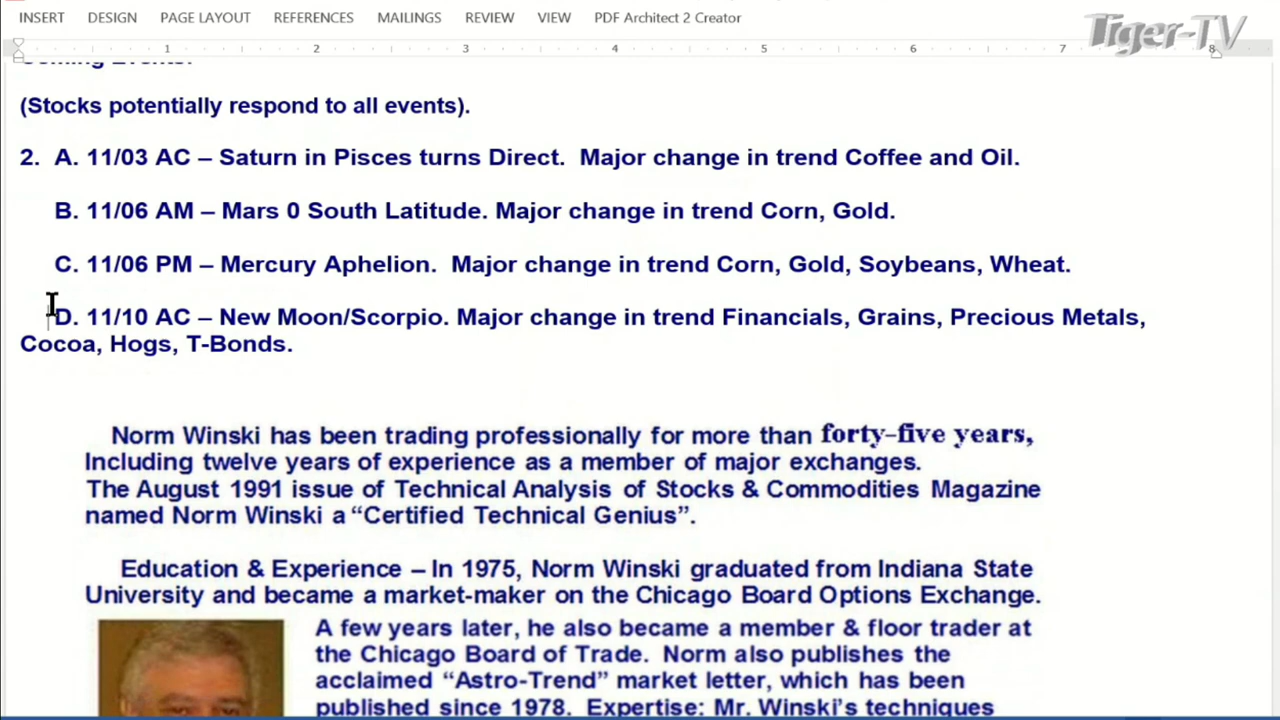 INSERT DESIGN PAGE LAYOUT REFERENCES MAILINGS REVIEW VIEW PDF Architect 2 Creator
Tiger-TV
1 2 3 4 5 6 7 8
Coming Events:
(Stocks potentially respond to all events).
2. A. 11/03 AC – Saturn in Pisces turns Direct. Major change in trend Coffee and Oil.
B. 11/06 AM – Mars 0 South Latitude. Major change in trend Corn, Gold.
C. 11/06 PM – Mercury Aphelion. Major change in trend Corn, Gold, Soybeans, Wheat.
D. 11/10 AC – New Moon/Scorpio. Major change in trend Financials, Grains, Precious Metals,
Cocoa, Hogs, T-Bonds.
Norm Winski has been trading professionally for more than forty-five years,
Including twelve years of experience as a member of major exchanges.
The August 1991 issue of Technical Analysis of Stocks & Commodities Magazine
named Norm Winski a “Certified Technical Genius”.
Education & Experience – In 1975, Norm Winski graduated from Indiana State
University and became a market-maker on the Chicago Board Options Exchange.
A few years later, he also became a member & floor trader at
the Chicago Board of Trade. Norm also publishes the
acclaimed “Astro-Trend” market letter, which has been
published since 1978. Expertise: Mr. Winski’s techniques